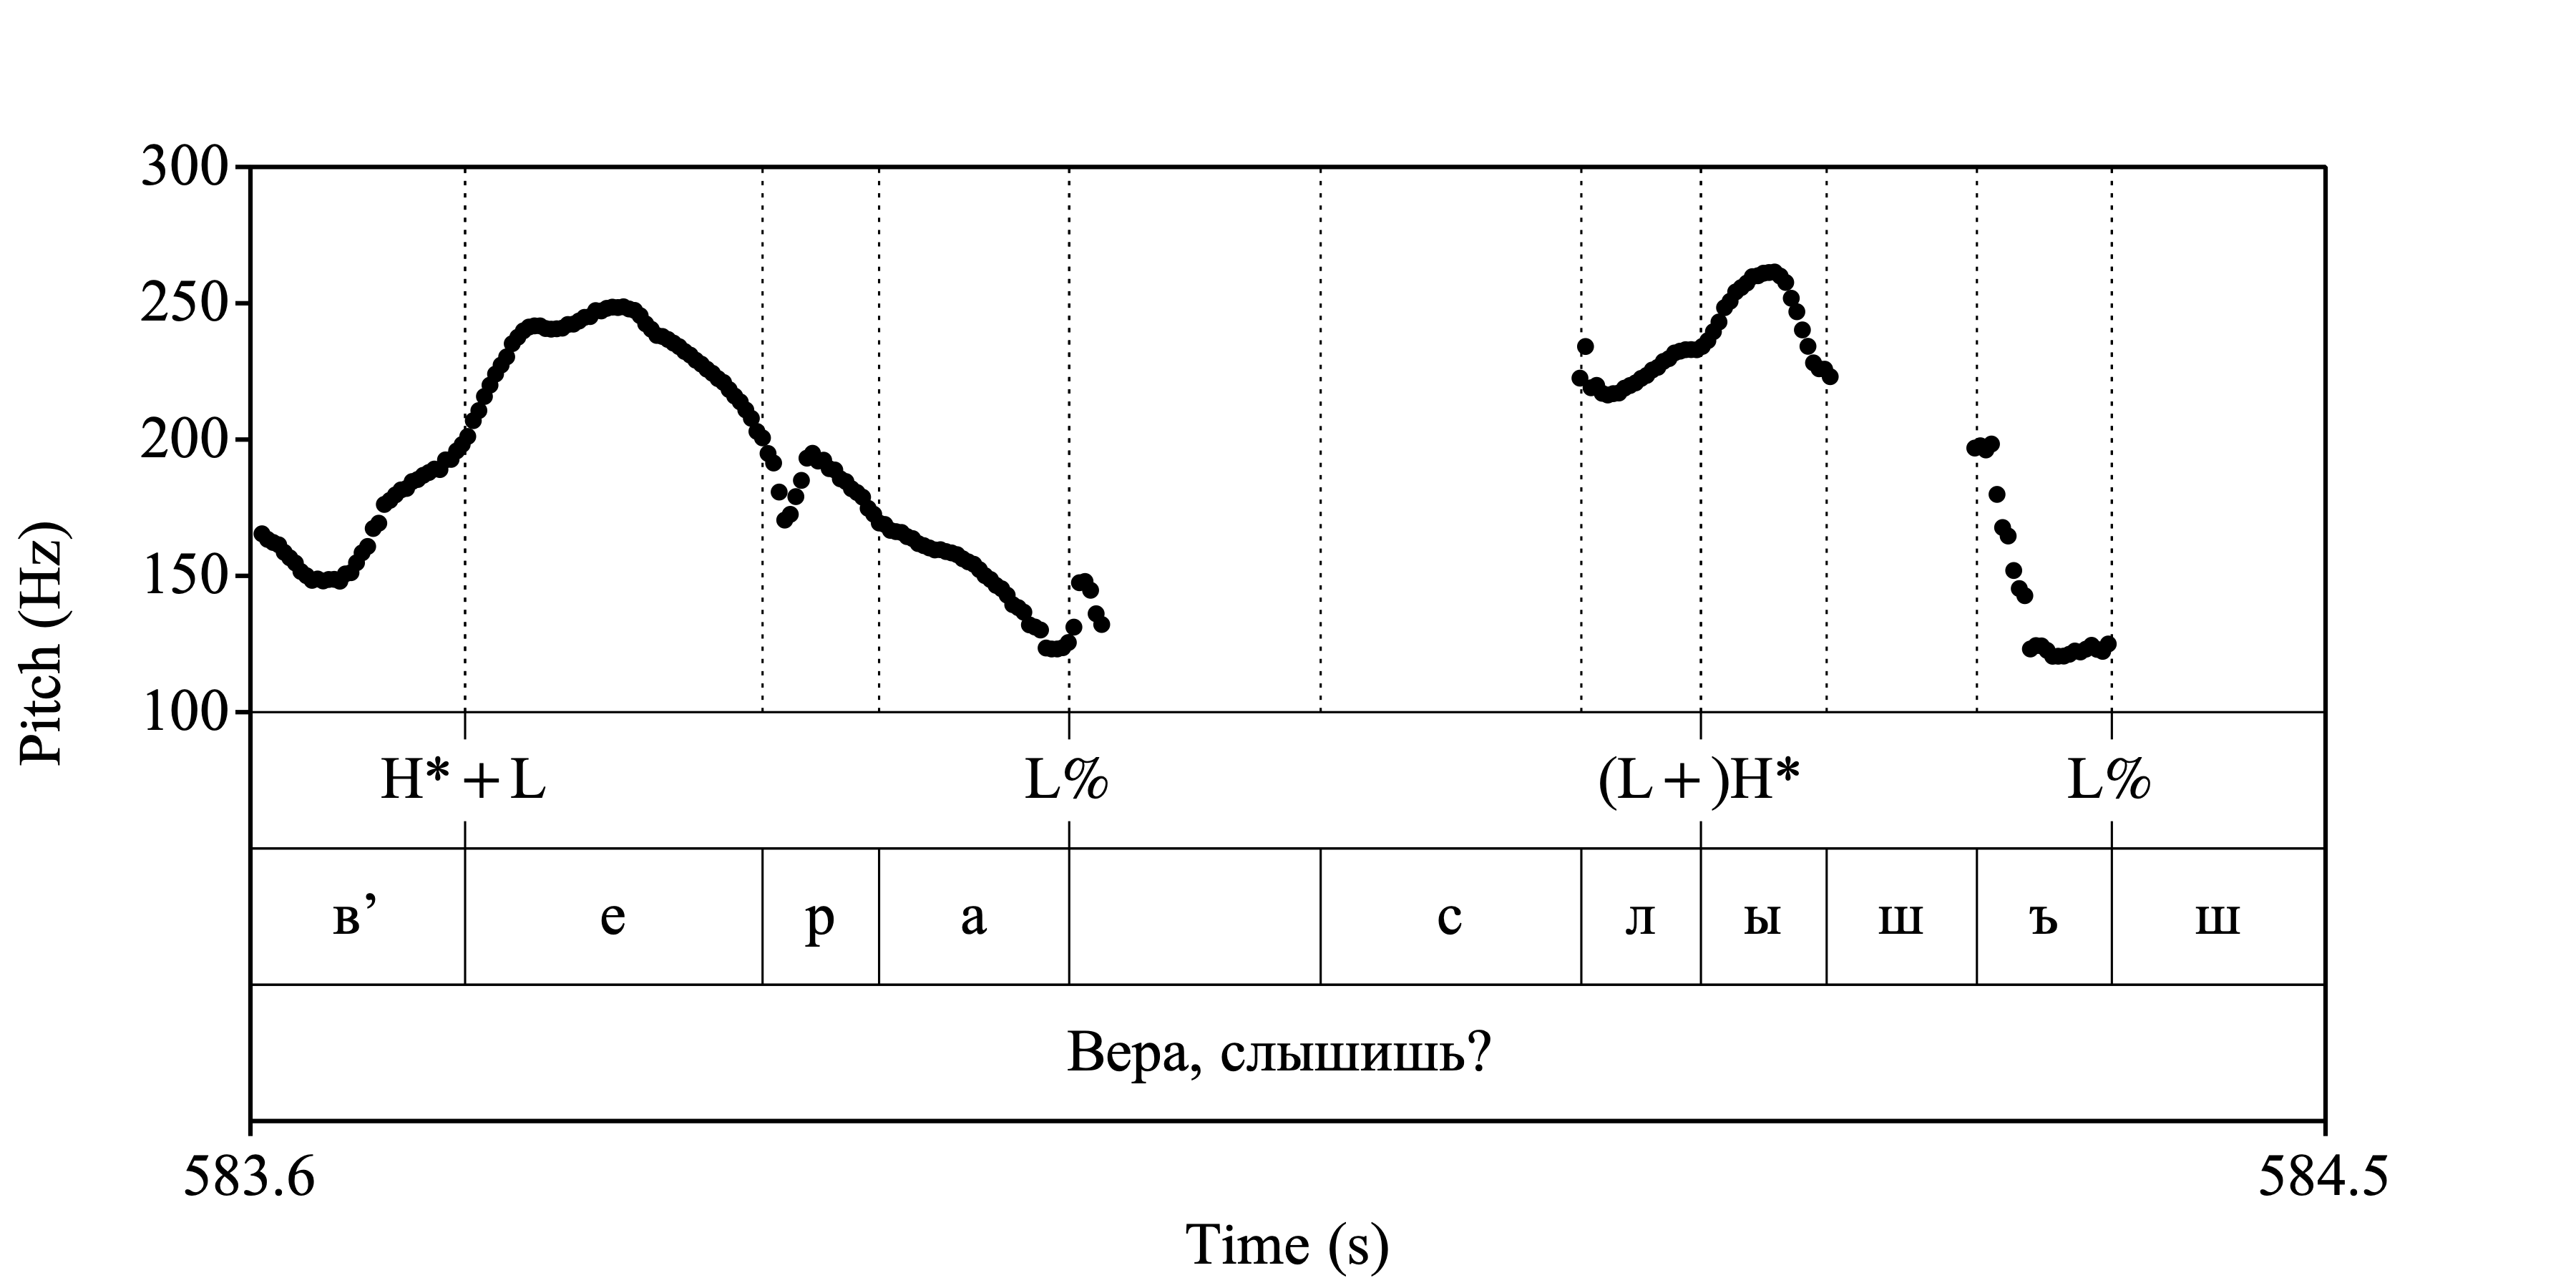 300
250
200
150
100
Pitch (Hz)
H* + L L% (L + )H* L%
в’ е р а с л ы ш ъ ш
Вера, слышишь?
583.6 584.5
Time (s)